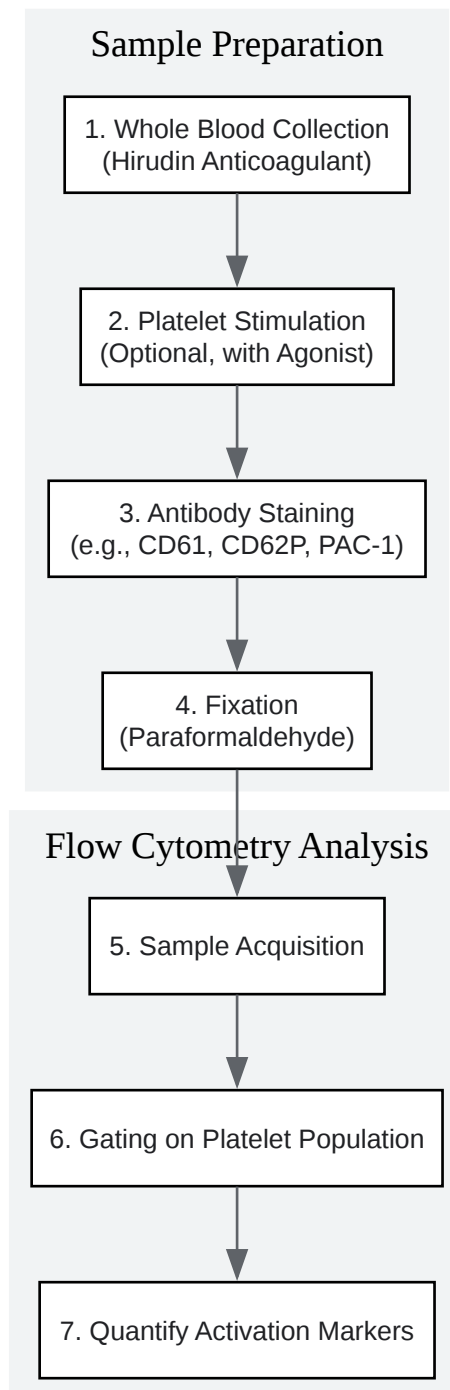 Sample Preparation
1. Whole Blood Collection
(Hirudin Anticoagulant)
2. Platelet Stimulation
(Optional, with Agonist)
3. Antibody Staining
(e.g., CD61, CD62P, PAC-1)
4. Fixation
(Paraformaldehyde)
Flow Cytometry Analysis
5. Sample Acquisition
6. Gating on Platelet Population
7. Quantify Activation Markers